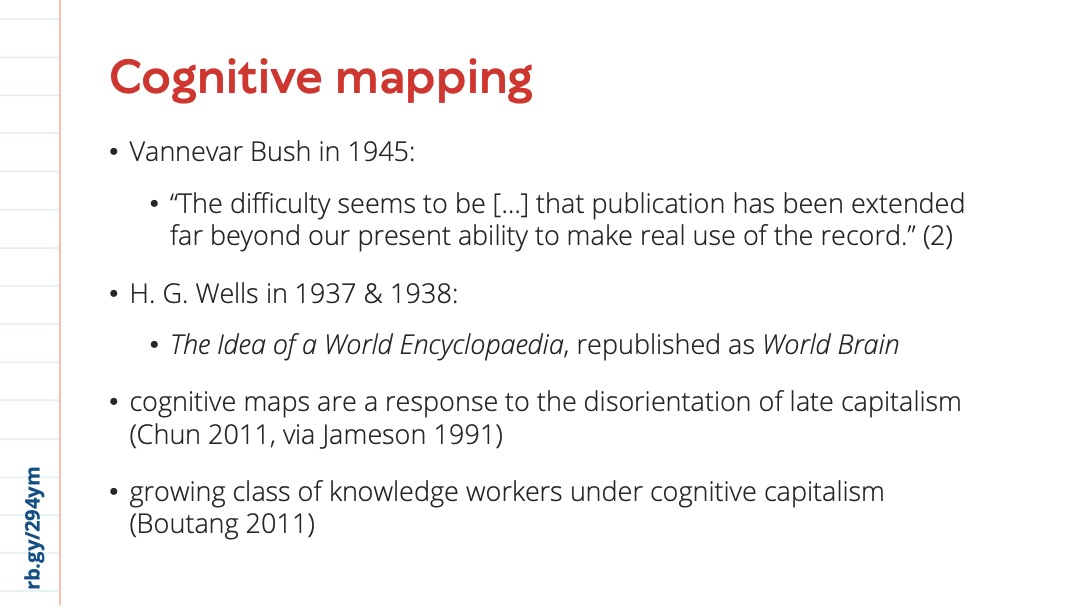 Cognitive mapping
• Vannevar Bush in 1945:
• “The difficulty seems to be [...] that publication has been extended
far beyond our present ability to make real use of the record.” (2)
• H. G. Wells in 1937 & 1938:
• The Idea of a World Encyclopaedia, republished as World Brain
• cognitive maps are a response to the disorientation of late capitalism
(Chun 2011, via Jameson 1991)
• growing class of knowledge workers under cognitive capitalism
(Boutang 2011)
rb.gy/294ym